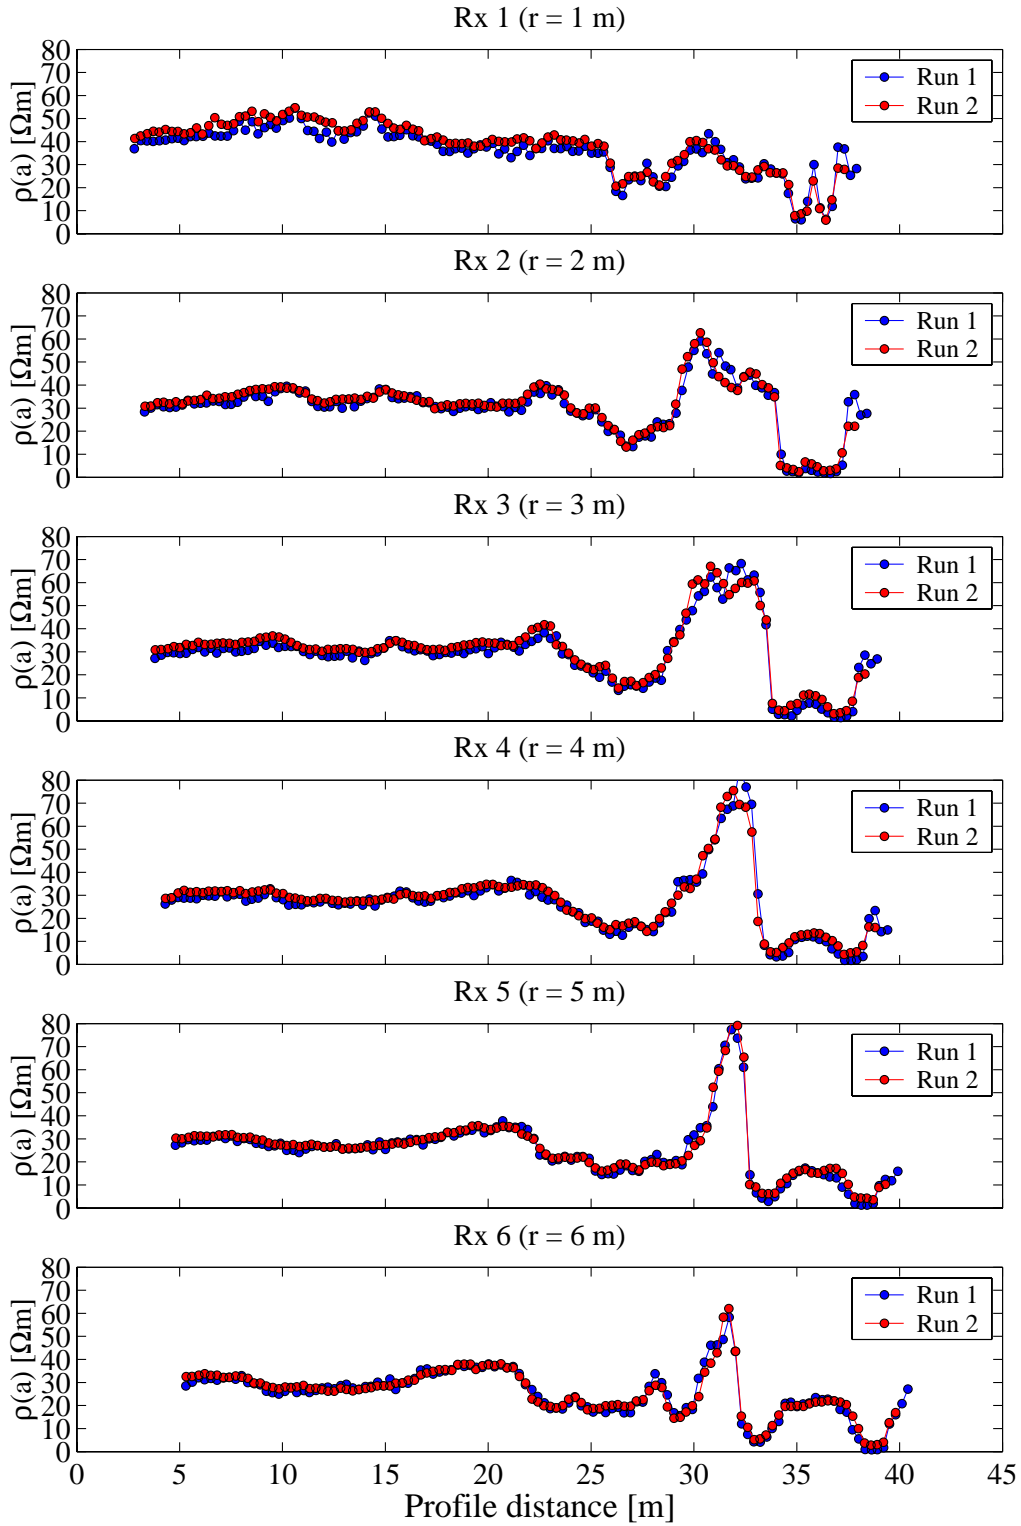 Rx 1 (r = 1 m)
80
70
60
50
40
30
20
10
0
ρ(a) [Ωm]
Run 1
Run 2
Rx 2 (r = 2 m)
80
70
60
50
40
30
20
10
0
ρ(a) [Ωm]
Run 1
Run 2
Rx 3 (r = 3 m)
80
70
60
50
40
30
20
10
0
ρ(a) [Ωm]
Run 1
Run 2
Rx 4 (r = 4 m)
80
70
60
50
40
30
20
10
0
ρ(a) [Ωm]
Run 1
Run 2
Rx 5 (r = 5 m)
80
70
60
50
40
30
20
10
0
ρ(a) [Ωm]
Run 1
Run 2
Rx 6 (r = 6 m)
80
70
60
50
40
30
20
10
0
ρ(a) [Ωm]
Run 1
Run 2
0 5 10 15 20 25 30 35 40 45
Profile distance [m]